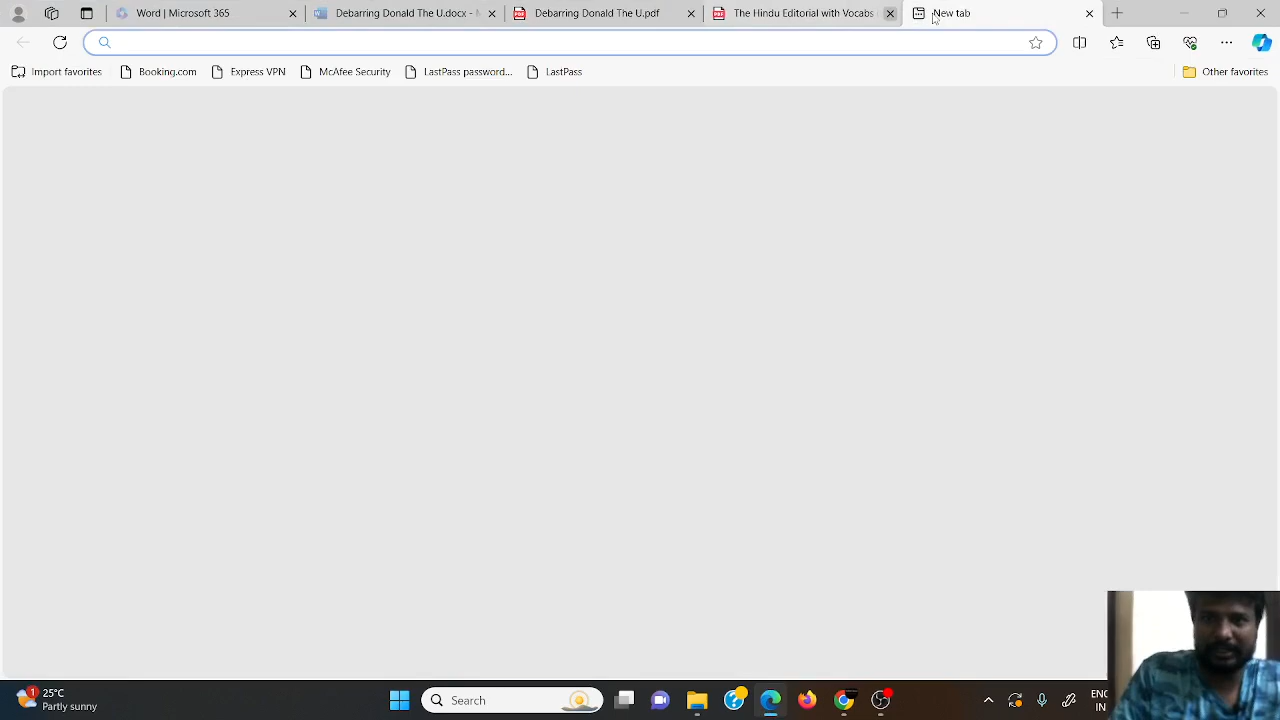 Word | Microsoft 365
Debarring Donald The U.docx -
Debarring Donald The U.pdf
The Hindu Editorial with Vocabs
New tab
Import favorites
Booking.com
Express VPN
McAfee Security
LastPass password...
LastPass
Other favorites
1
25°C
Partly sunny
Search
ENG
IN